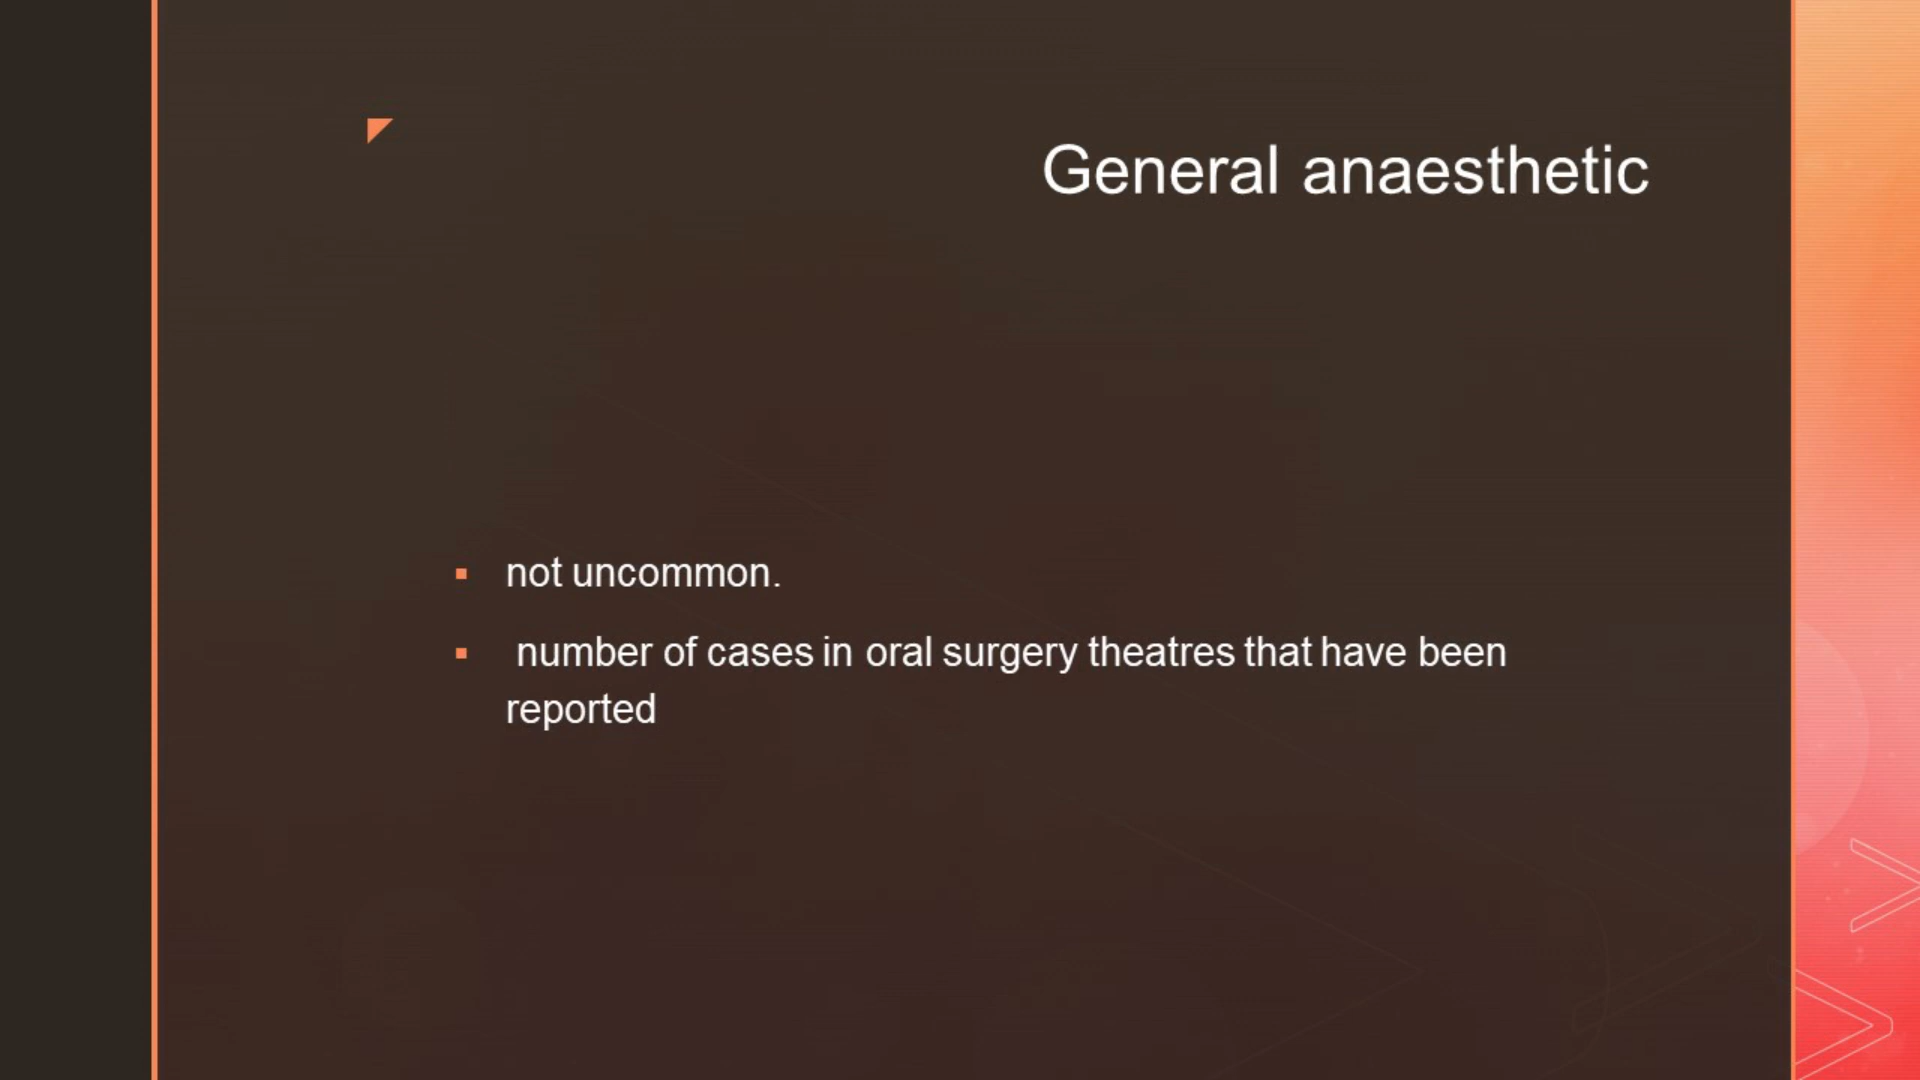 General anaesthetic
not uncommon.
number of cases in oral surgery theatres that have been
reported